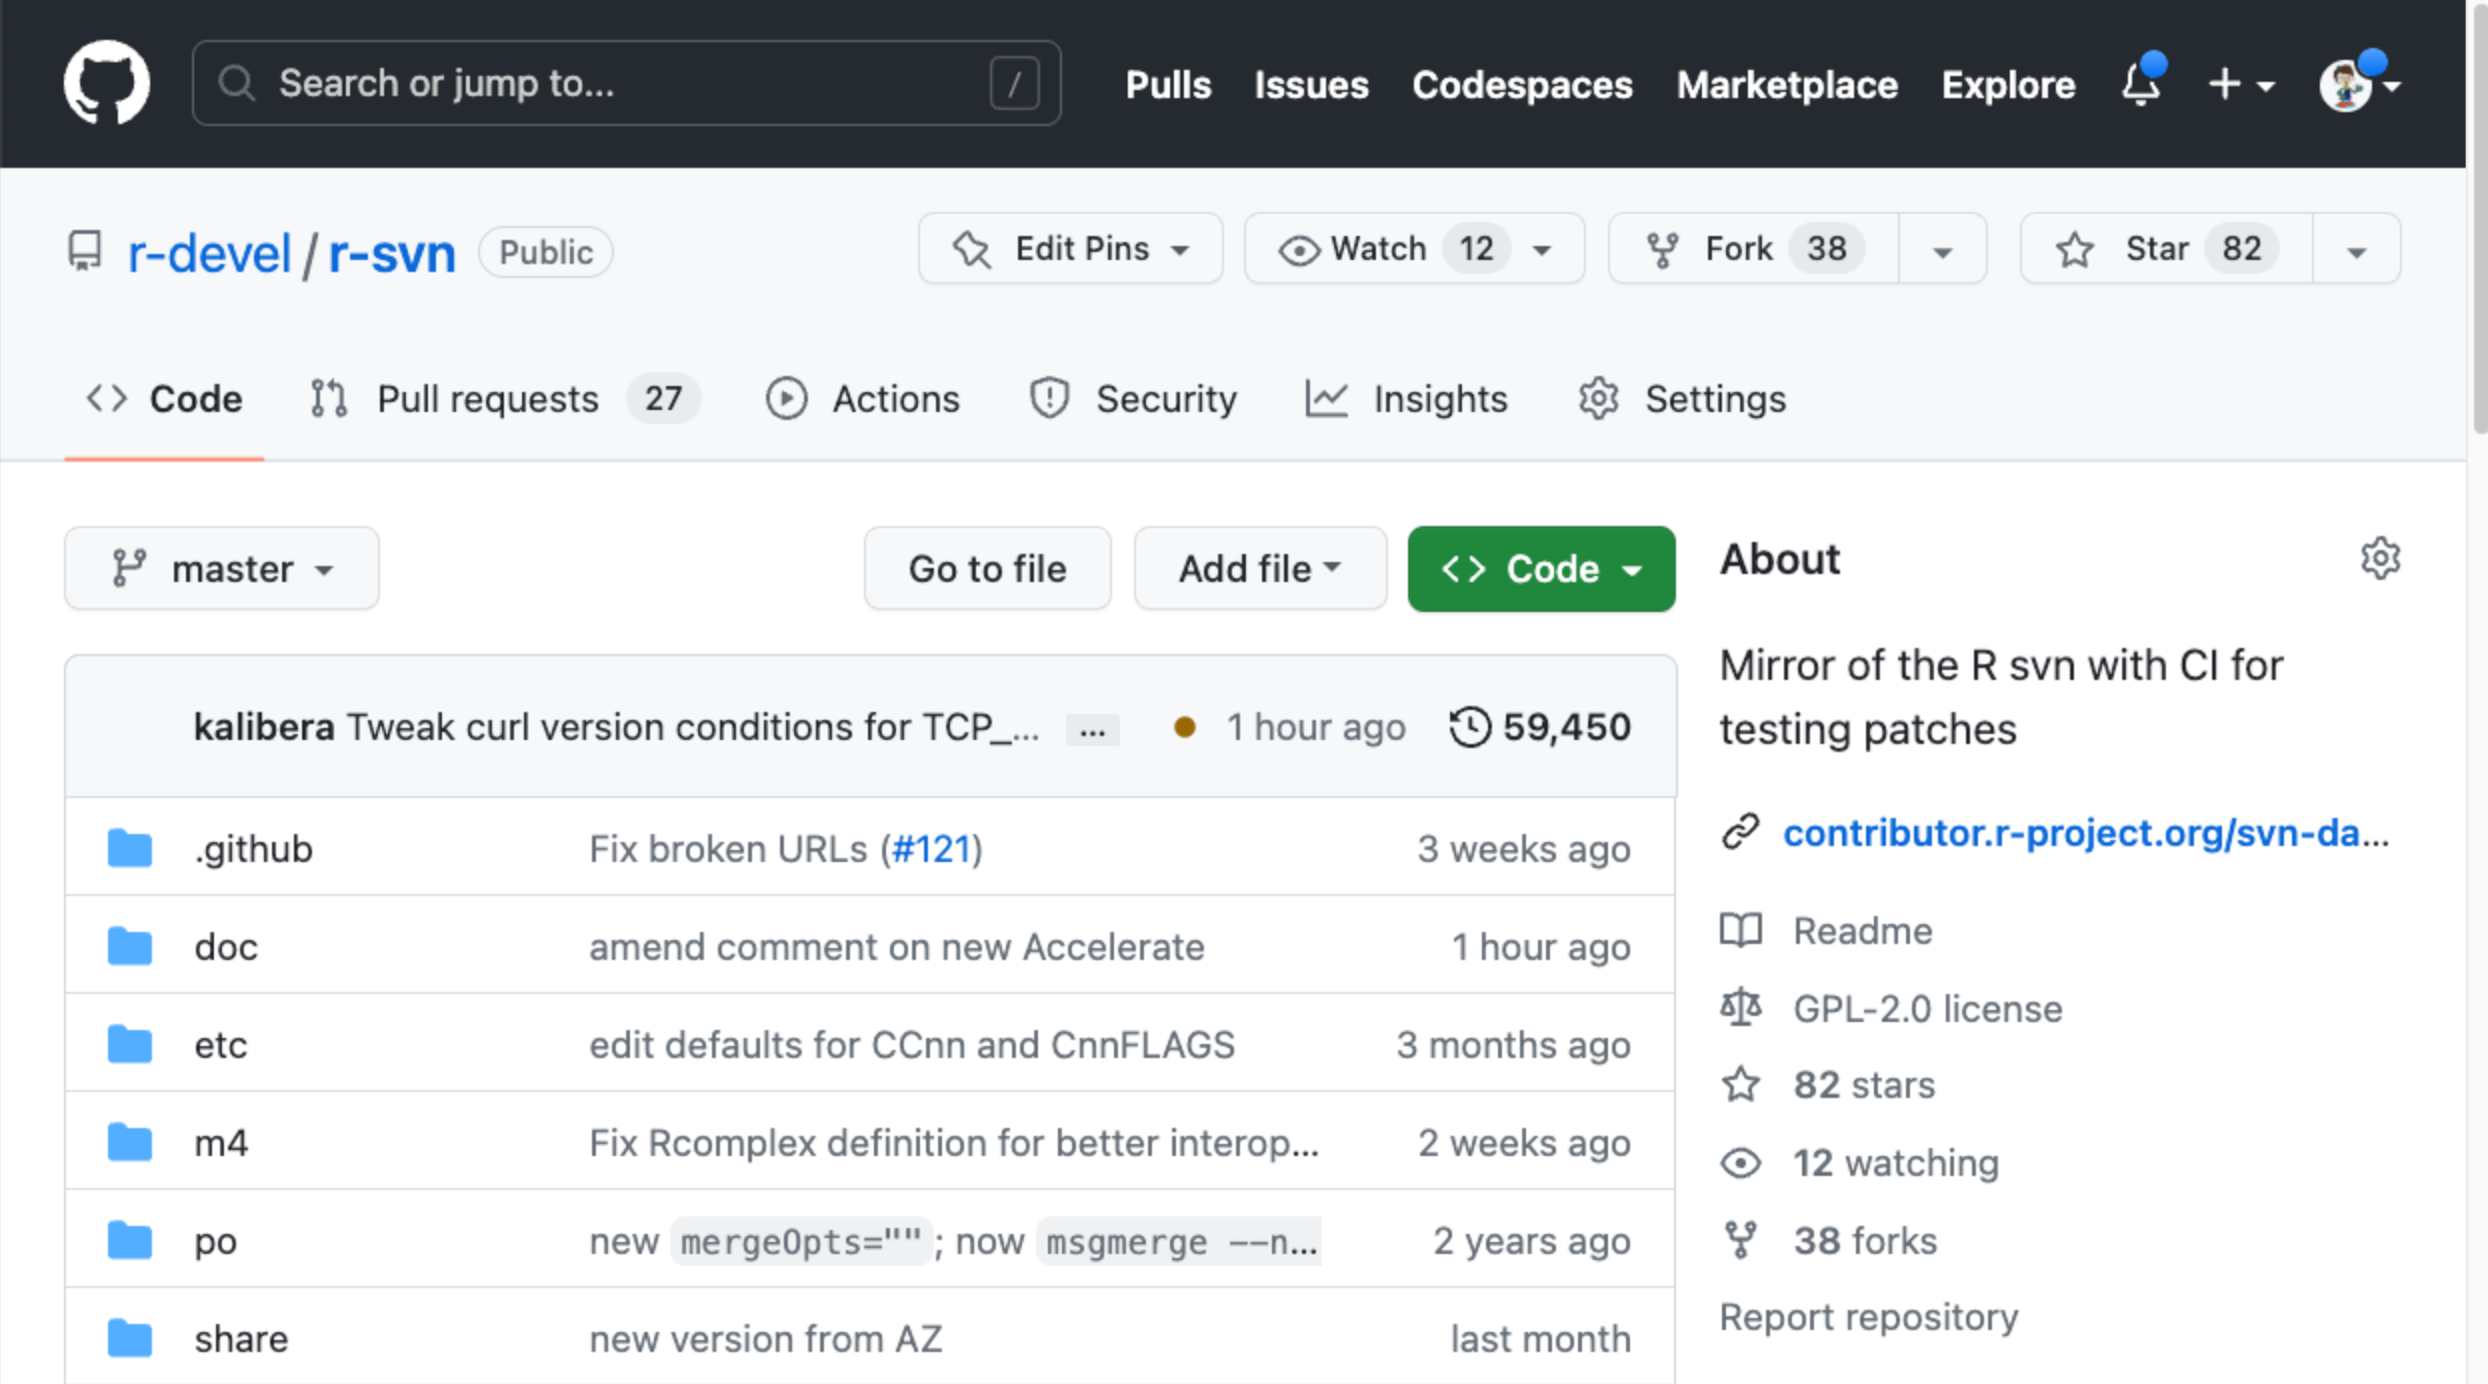 Search or jump to... /
Pulls Issues Codespaces Marketplace Explore
r-devel / r-svn Public
Edit Pins Watch 12 Fork 38 Star 82
Code Pull requests 27 Actions Security Insights Settings
master Go to file Add file Code
kalibera Tweak curl version conditions for TCP_... ... 1 hour ago 59,450
.github Fix broken URLs (#121) 3 weeks ago
doc amend comment on new Accelerate 1 hour ago
etc edit defaults for CCnn and CnnFLAGS 3 months ago
m4 Fix Rcomplex definition for better interop... 2 weeks ago
po new mergeOpts=""; now msgmerge --n... 2 years ago
share new version from AZ last month
About
Mirror of the R svn with CI for
testing patches
contributor.r-project.org/svn-da...
Readme
GPL-2.0 license
82 stars
12 watching
38 forks
Report repository